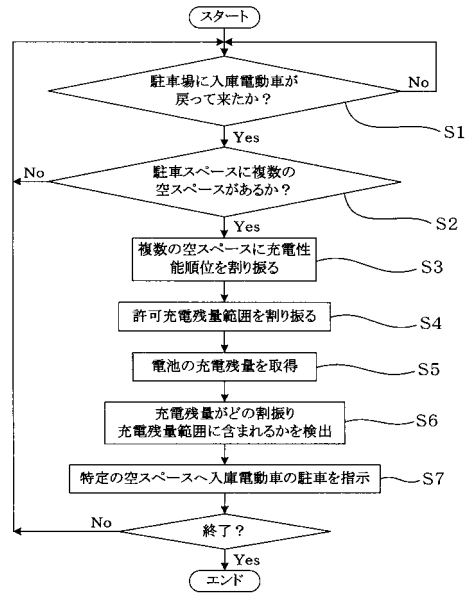 スタート
駐車場に入庫電動車が
戻って来たか？
No
S1
Yes
No
駐車スペースに複数の
空スペースがあるか？
S2
Yes
複数の空スペースに充電性
能順位を割り振る
S3
許可充電残量範囲を割り振る
S4
電池の充電残量を取得
S5
充電残量がどの割振り
充電残量範囲に含まれるかを検出
S6
特定の空スペースへ入庫電動車の駐車を指示
S7
No
終了？
Yes
エンド